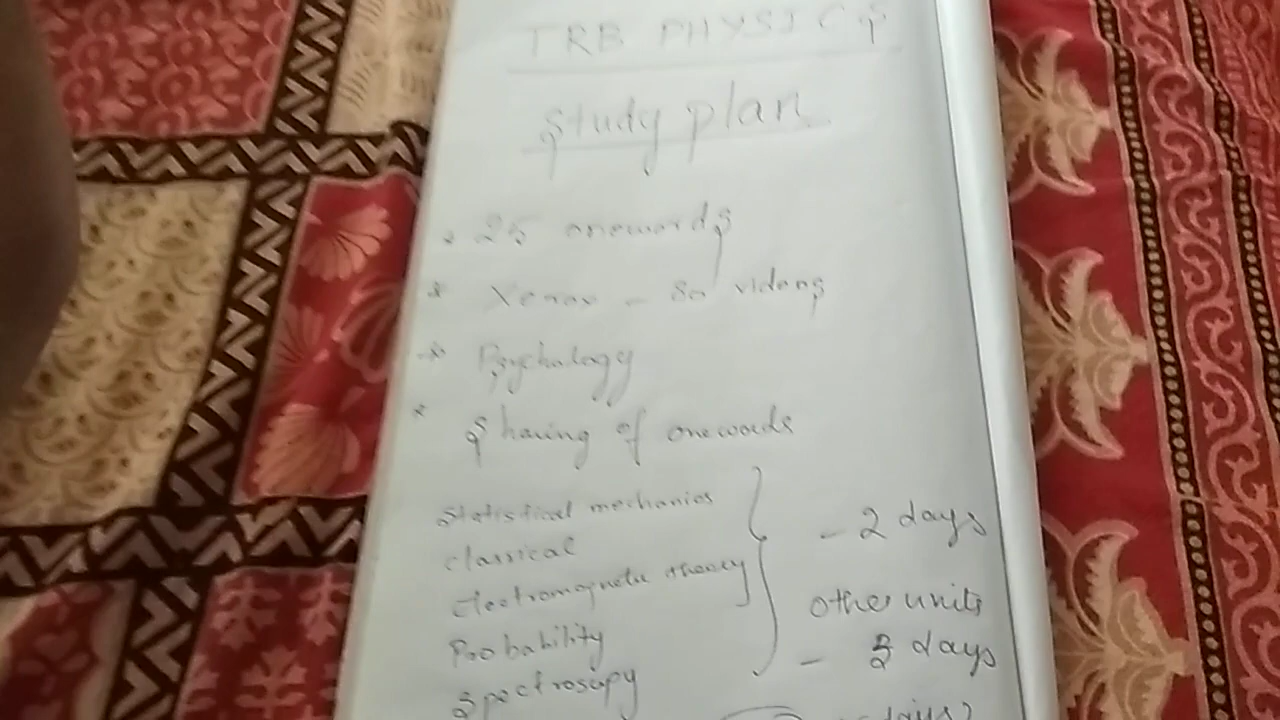 TRB PHYSICS
Study plan
* 25 onewords
* Xerox - 80 videos
* Psychology
* Sharing of onewords
Statistical mechanics
classical
Electromagnetic theory
Probability
Spectroscopy
- 2 days
other units
- 3 days
days)